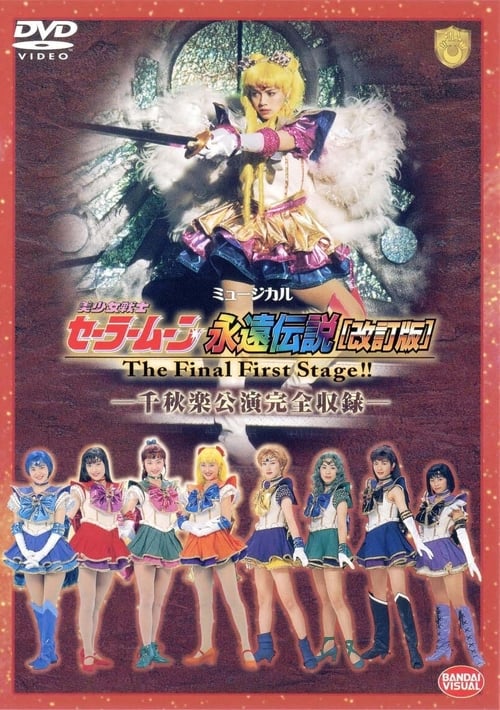 DVD
VIDEO
ミュージカル
美少女戦士
セーラームーン 永遠伝説[改訂版]
The Final First Stage!!
—千秋楽公演完全収録—
BANDAI
VISUAL